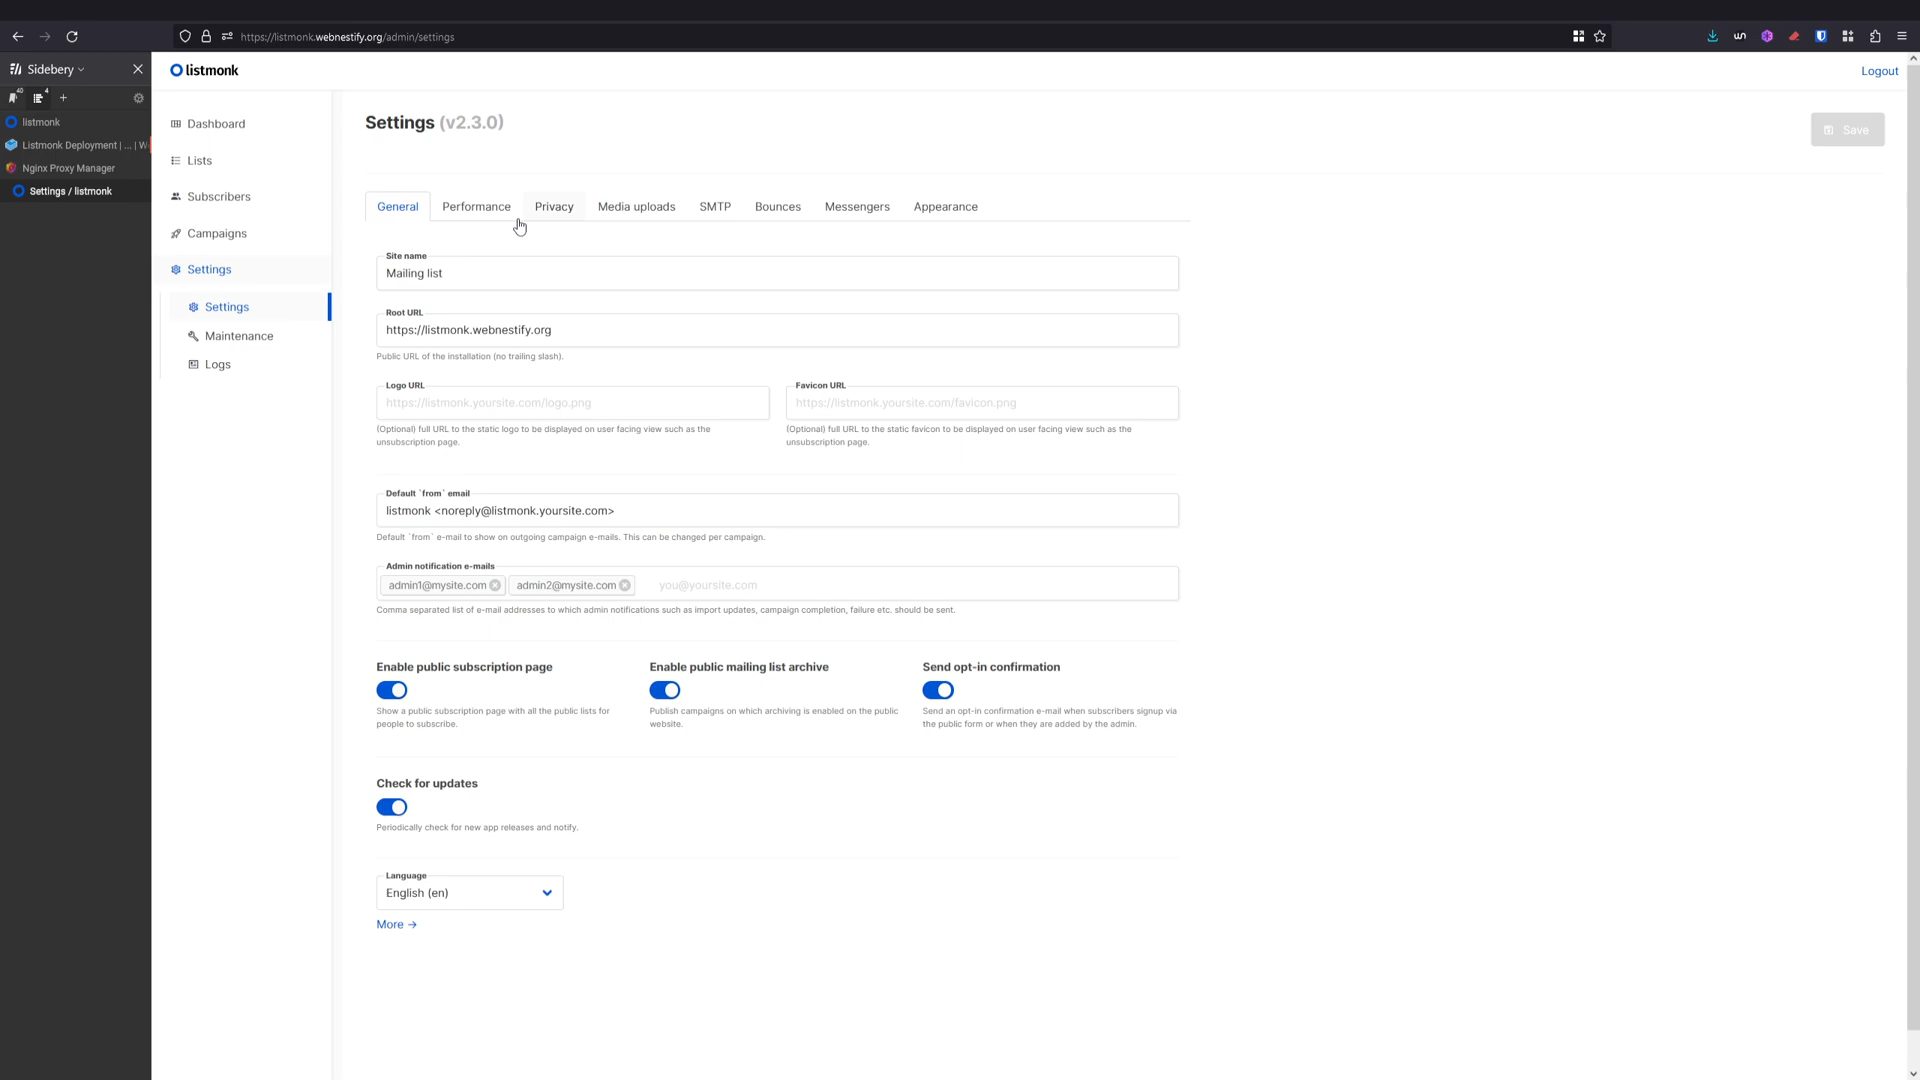 https://listmonk.webnestify.org/admin/settings
Sidebery
40
4
listmonk
Listmonk Deployment | ... | W
Nginx Proxy Manager
Settings / listmonk
listmonk
Logout
Dashboard
Lists
Subscribers
Campaigns
Settings
Settings
Maintenance
Logs
Settings (v2.3.0)
Save
General
Performance
Privacy
Media uploads
SMTP
Bounces
Messengers
Appearance
Site name
Mailing list
Root URL
https://listmonk.webnestify.org
Public URL of the installation (no trailing slash).
Logo URL
https://listmonk.yoursite.com/logo.png
(Optional) full URL to the static logo to be displayed on user facing view such as the
unsubscription page.
Favicon URL
https://listmonk.yoursite.com/favicon.png
(Optional) full URL to the static favicon to be displayed on user facing view such as the
unsubscription page.
Default `from` email
listmonk <noreply@listmonk.yoursite.com>
Default `from` e-mail to show on outgoing campaign e-mails. This can be changed per campaign.
Admin notification e-mails
admin1@mysite.com admin2@mysite.com you@yoursite.com
Comma separated list of e-mail addresses to which admin notifications such as import updates, campaign completion, failure etc. should be sent.
Enable public subscription page
Show a public subscription page with all the public lists for
people to subscribe.
Enable public mailing list archive
Publish campaigns on which archiving is enabled on the public
website.
Send opt-in confirmation
Send an opt-in confirmation e-mail when subscribers signup via
the public form or when they are added by the admin.
Check for updates
Periodically check for new app releases and notify.
Language
English (en)
More →